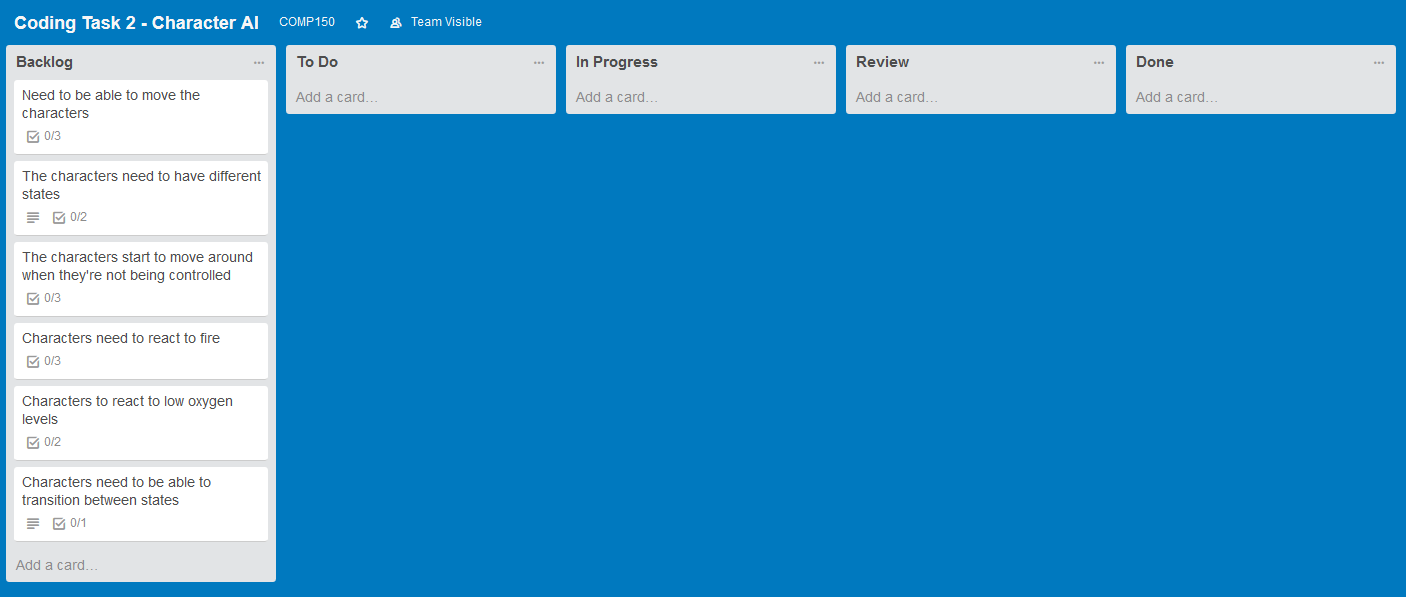 Coding Task 2 - Character AI COMP150 Team Visible
Backlog
Need to be able to move the
characters
0/3
The characters need to have different
states
0/2
The characters start to move around
when they're not being controlled
0/3
Characters need to react to fire
0/3
Characters to react to low oxygen
levels
0/2
Characters need to be able to
transition between states
0/1
Add a card…
To Do
Add a card…
In Progress
Add a card…
Review
Add a card…
Done
Add a card…